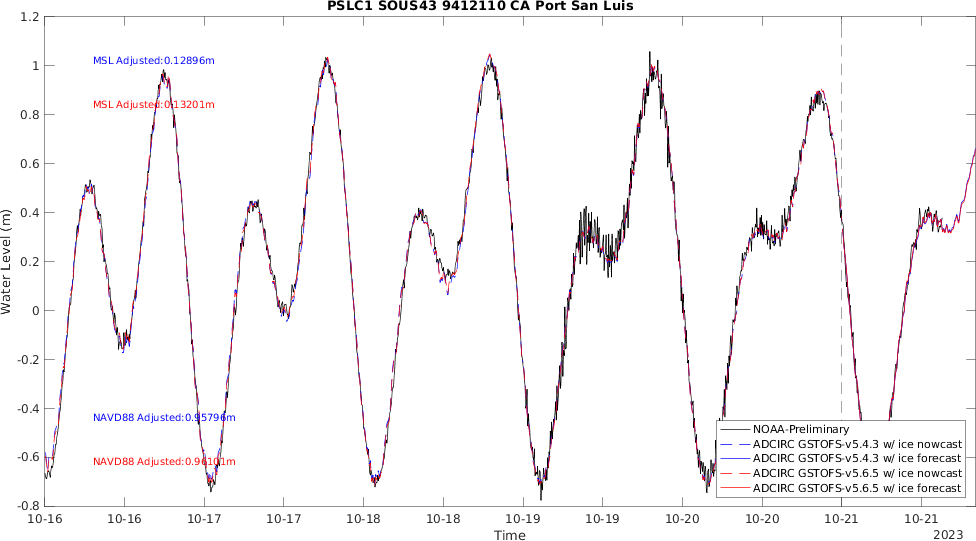 PSLC1 SOUS43 9412110 CA Port San Luis
1.2
1
0.8
0.6
0.4
0.2
0
-0.2
-0.4
-0.6
-0.8
Water Level (m)
MSL Adjusted:0.12896m
MSL Adjusted:0.13201m
NAVD88 Adjusted:0.95796m
NAVD88 Adjusted:0.96101m
NOAA-Preliminary
ADCIRC GSTOFS-v5.4.3 w/ ice nowcast
ADCIRC GSTOFS-v5.4.3 w/ ice forecast
ADCIRC GSTOFS-v5.6.5 w/ ice nowcast
ADCIRC GSTOFS-v5.6.5 w/ ice forecast
10-16 10-16 10-17 10-17 10-18 10-18 10-19 10-19 10-20 10-20 10-21 10-21
Time
2023